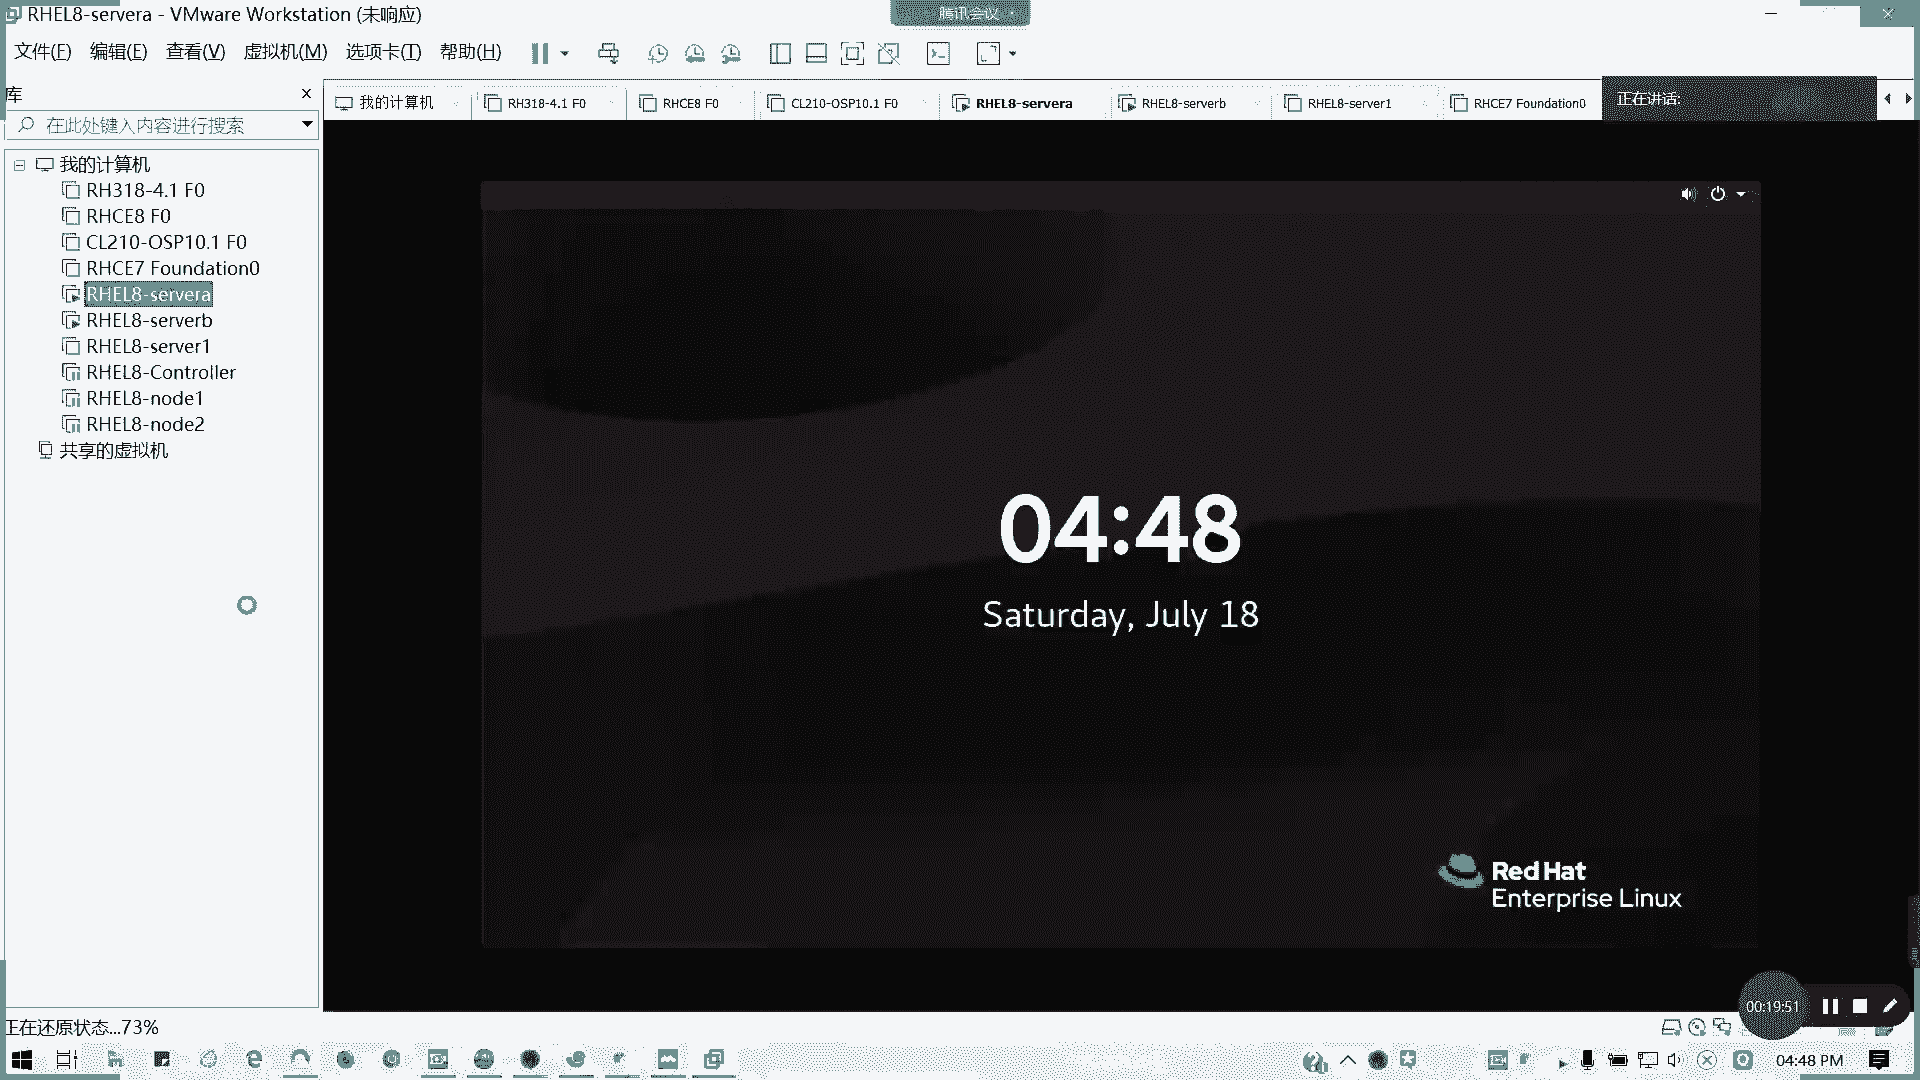 RHEL8-servera - VMware Workstation (未响应)
腾讯会议
文件(F) 编辑(E) 查看(V) 虚拟机(M) 选项卡(T) 帮助(H)
库
我的计算机 RH318-4.1 F0 RHCE8 F0 CL210-OSP10.1 F0 RHEL8-servera RHEL8-serverb RHEL8-server1 RHCE7 Foundation0
正在讲话:
在此处键入内容进行搜索
我的计算机
RH318-4.1 F0
RHCE8 F0
CL210-OSP10.1 F0
RHCE7 Foundation0
RHEL8-servera
RHEL8-serverb
RHEL8-server1
RHEL8-Controller
RHEL8-node1
RHEL8-node2
共享的虚拟机
04:48
Saturday, July 18
Red Hat
Enterprise Linux
00:19:51
正在还原状态...73%
04:48 PM